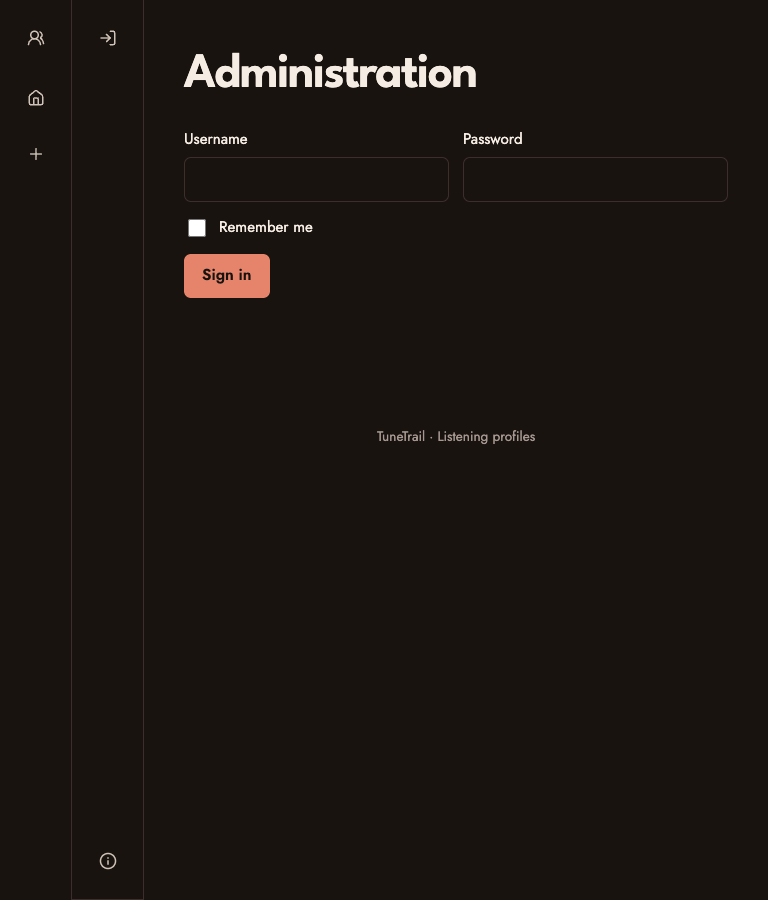 Administration
Username
Password
Remember me
Sign in
TuneTrail · Listening profiles